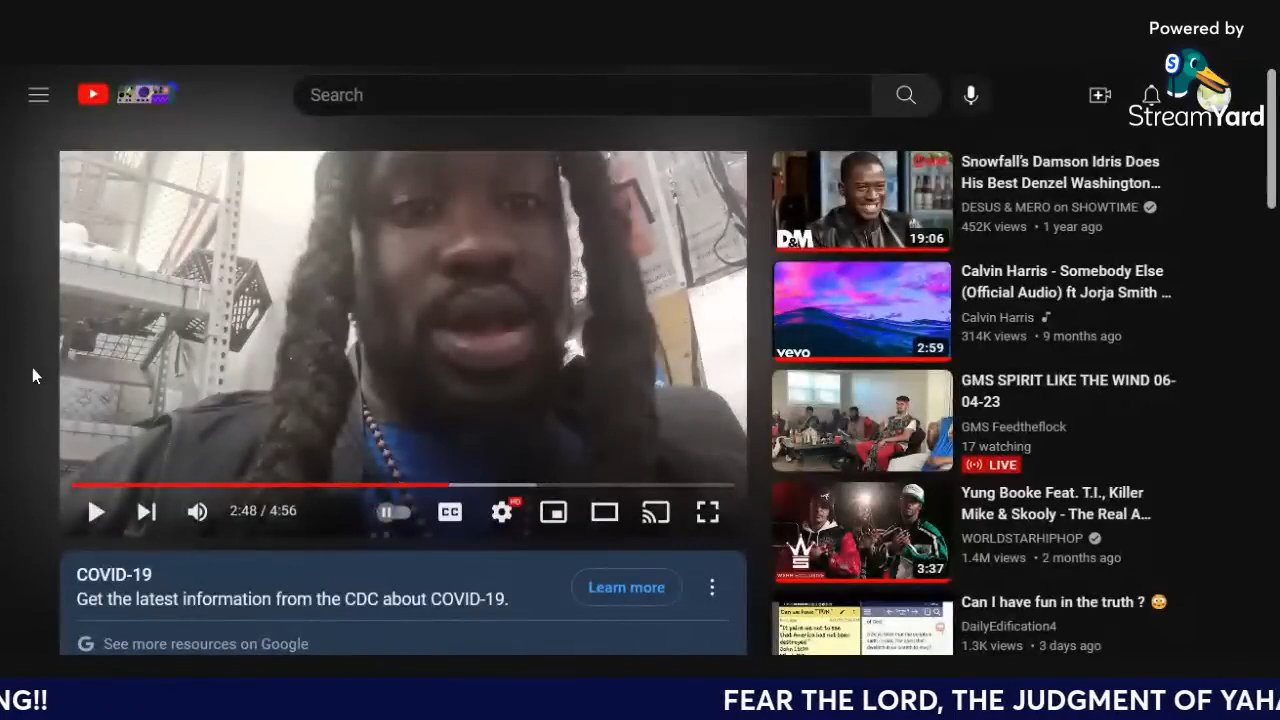 Powered by
StreamYard
Search
Snowfall's Damson Idris Does
His Best Denzel Washington...
DESUS & MERO on SHOWTIME
452K views • 1 year ago
D&M
19:06
Calvin Harris - Somebody Else
(Official Audio) ft Jorja Smith ...
Calvin Harris
314K views • 9 months ago
vevo
2:59
GMS SPIRIT LIKE THE WIND 06-
04-23
GMS Feedtheflock
17 watching
LIVE
Yung Booke Feat. T.I., Killer
Mike & Skooly - The Real A...
WORLDSTARHIPHOP
1.4M views • 2 months ago
3:37
Can I have fun in the truth ? 😳
DailyEdification4
1.3K views • 3 days ago
2:48 / 4:56
CC
HD
COVID-19
Get the latest information from the CDC about COVID-19.
Learn more
See more resources on Google
NG!!
FEAR THE LORD, THE JUDGMENT OF YAHA